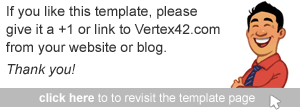 If you like this template, please
give it a +1 or link to Vertex42.com
from your website or blog.
Thank you!
click here to to revisit the template page